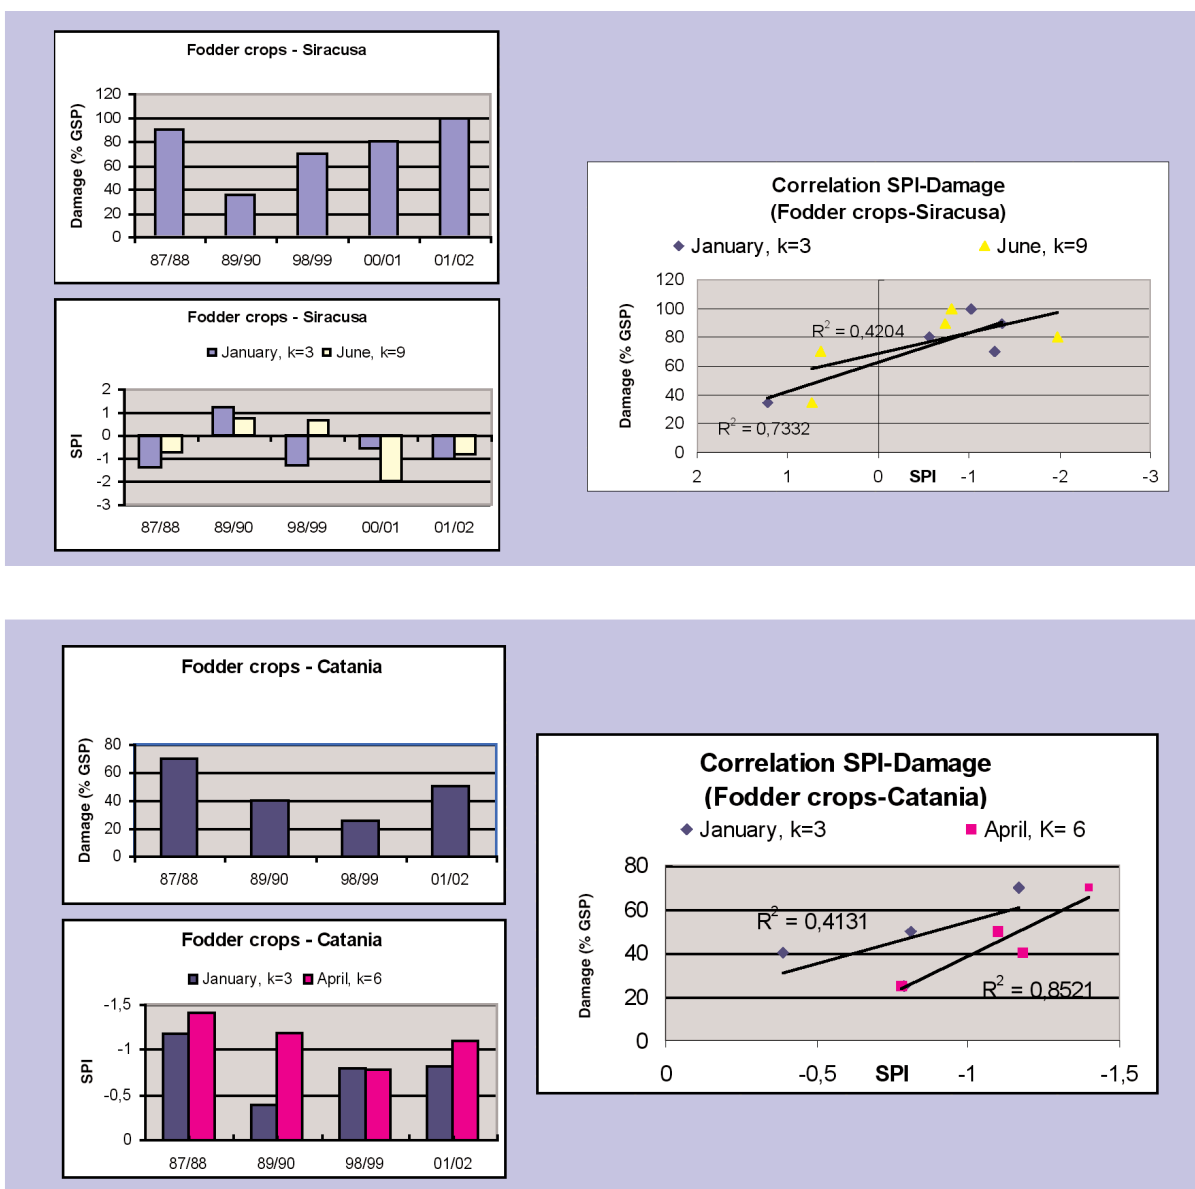 Fodder crops - Siracusa
Damage (% GSP)
120
100
80
60
40
20
0
87/88 89/90 98/99 00/01 01/02
Fodder crops - Siracusa
January, k=3 June, k=9
SPI
2
1
0
-1
-2
-3
87/88 89/90 98/99 00/01 01/02
Correlation SPI-Damage
(Fodder crops-Siracusa)
January, k=3 June, k=9
Damage (% GSP)
120
100
80
60
40
20
0
R² = 0,4204
R² = 0,7332
2 1 0 SPI -1 -2 -3
Fodder crops - Catania
Damage (% GSP)
80
60
40
20
0
87/88 89/90 98/99 01/02
Fodder crops - Catania
January, k=3 April, k=6
SPI
-1,5
-1
-0,5
0
87/88 89/90 98/99 01/02
Correlation SPI-Damage
(Fodder crops-Catania)
January, k=3 April, K= 6
Damage (% GSP)
80
60
40
20
0
R² = 0,4131
R² = 0,8521
0 -0,5 SPI -1 -1,5